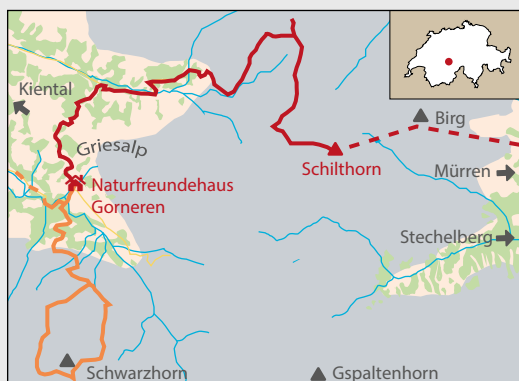 Kiental
Birg
Griesalp
Schilthorn
Mürren
Naturfreundehaus
Gorneren
Stechelberg
Schwarzhorn
Gspaltenhorn